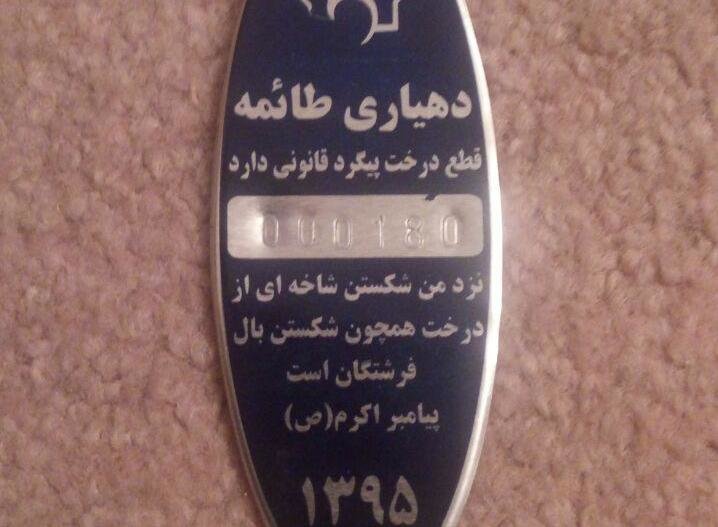 دهیاری طائمه
قطع درخت پیگرد قانونی دارد
000180
نزد من شکستن شاخه ای از
درخت همچون شکستن بال
فرشتگان است
پیامبر اکرم(ص)
۱۳۹۵